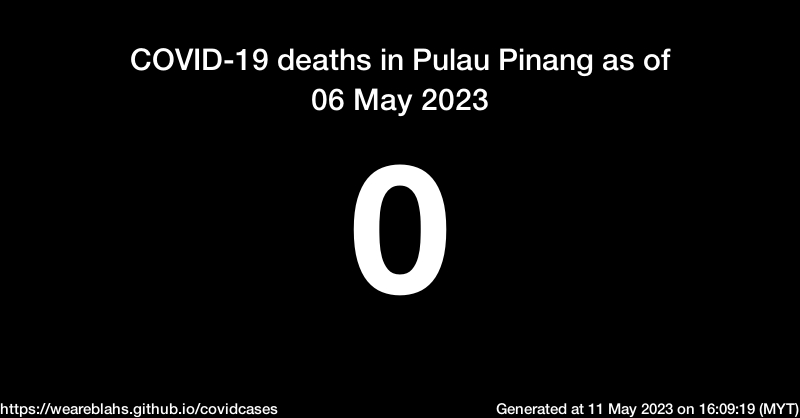 COVID-19 deaths in Pulau Pinang as of
06 May 2023
0
https://weareblahs.github.io/covidcases
Generated at 11 May 2023 on 16:09:19 (MYT)